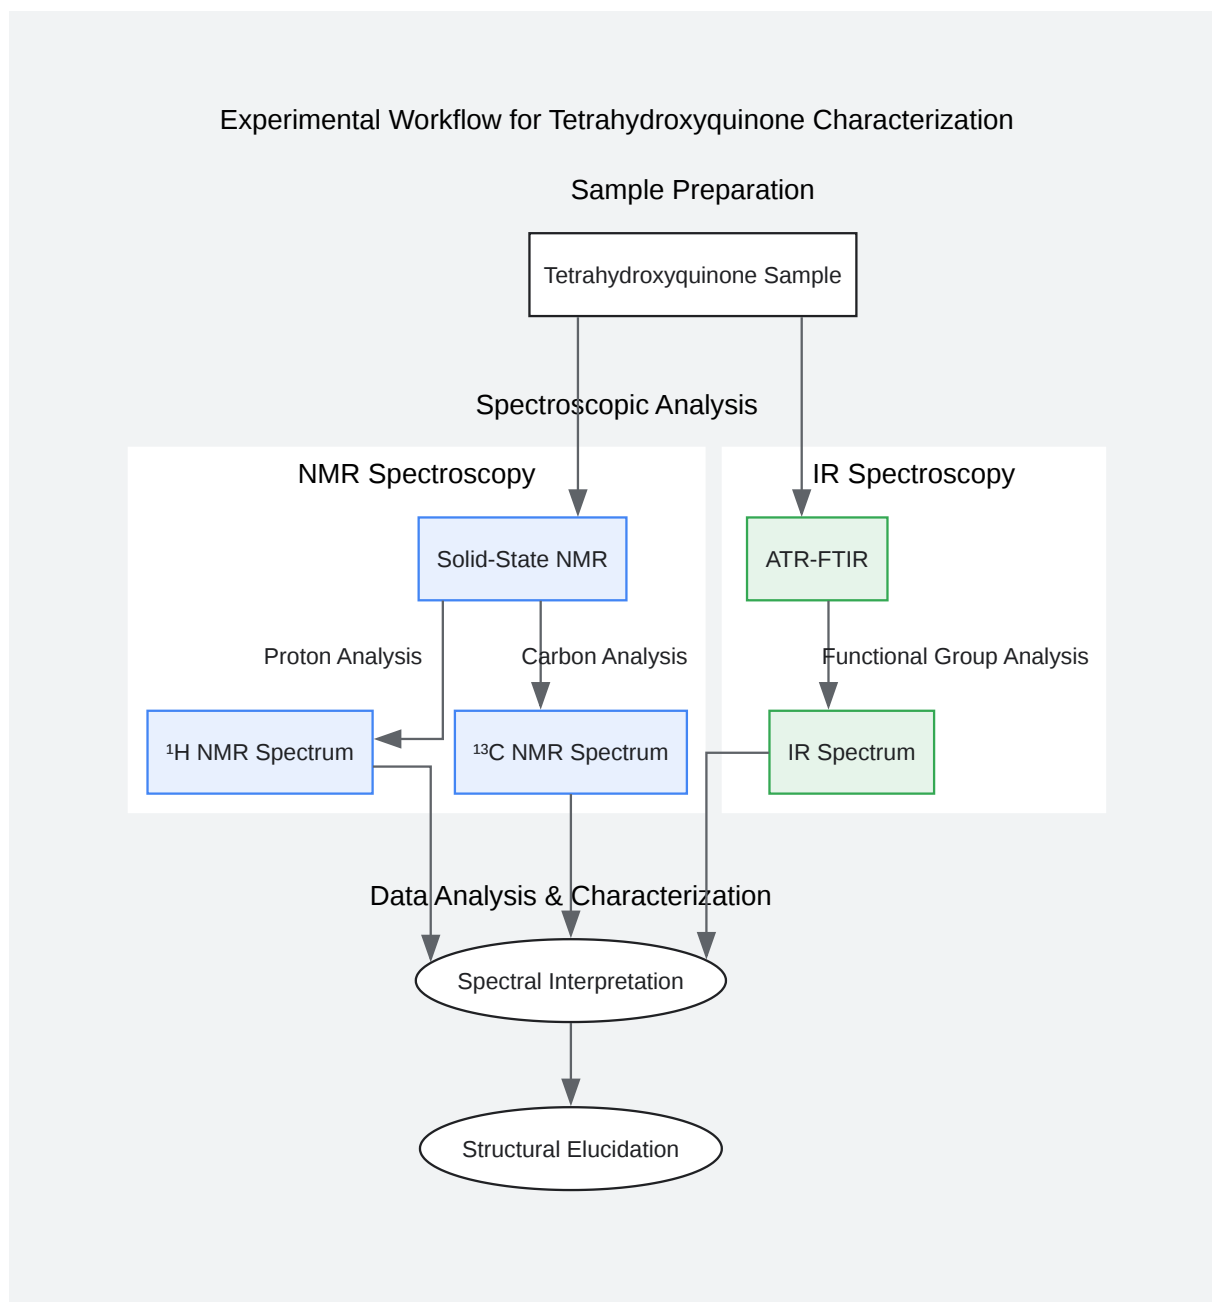 Experimental Workflow for Tetrahydroxyquinone Characterization
Sample Preparation
Tetrahydroxyquinone Sample
Spectroscopic Analysis
NMR Spectroscopy
IR Spectroscopy
Solid-State NMR
ATR-FTIR
Proton Analysis
Carbon Analysis
Functional Group Analysis
¹H NMR Spectrum
¹³C NMR Spectrum
IR Spectrum
Data Analysis & Characterization
Spectral Interpretation
Structural Elucidation